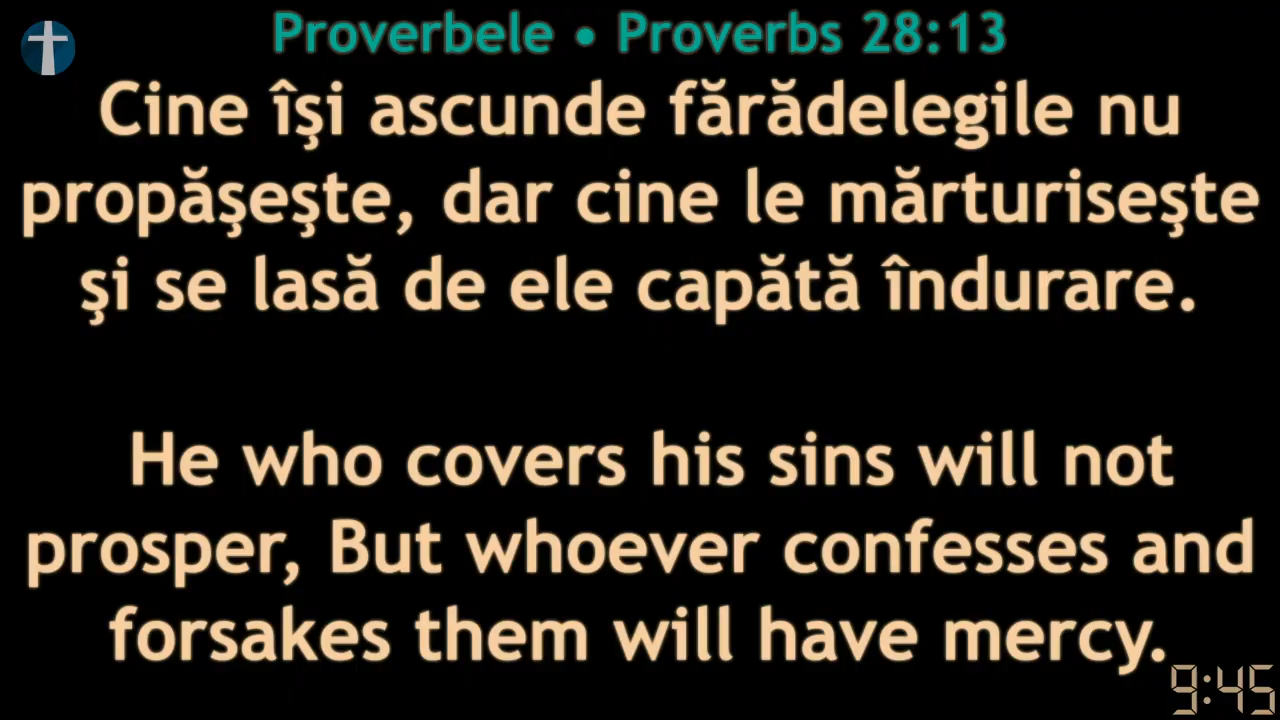 Proverbele • Proverbs 28:13
Cine îşi ascunde fărădelegile nu
propăşeşte, dar cine le mărturiseşte
şi se lasă de ele capătă îndurare.
He who covers his sins will not
prosper, But whoever confesses and
forsakes them will have mercy.
9:45